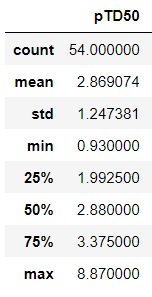 pTD50
count 54.000000
mean 2.869074
std 1.247381
min 0.930000
25% 1.992500
50% 2.880000
75% 3.375000
max 8.870000